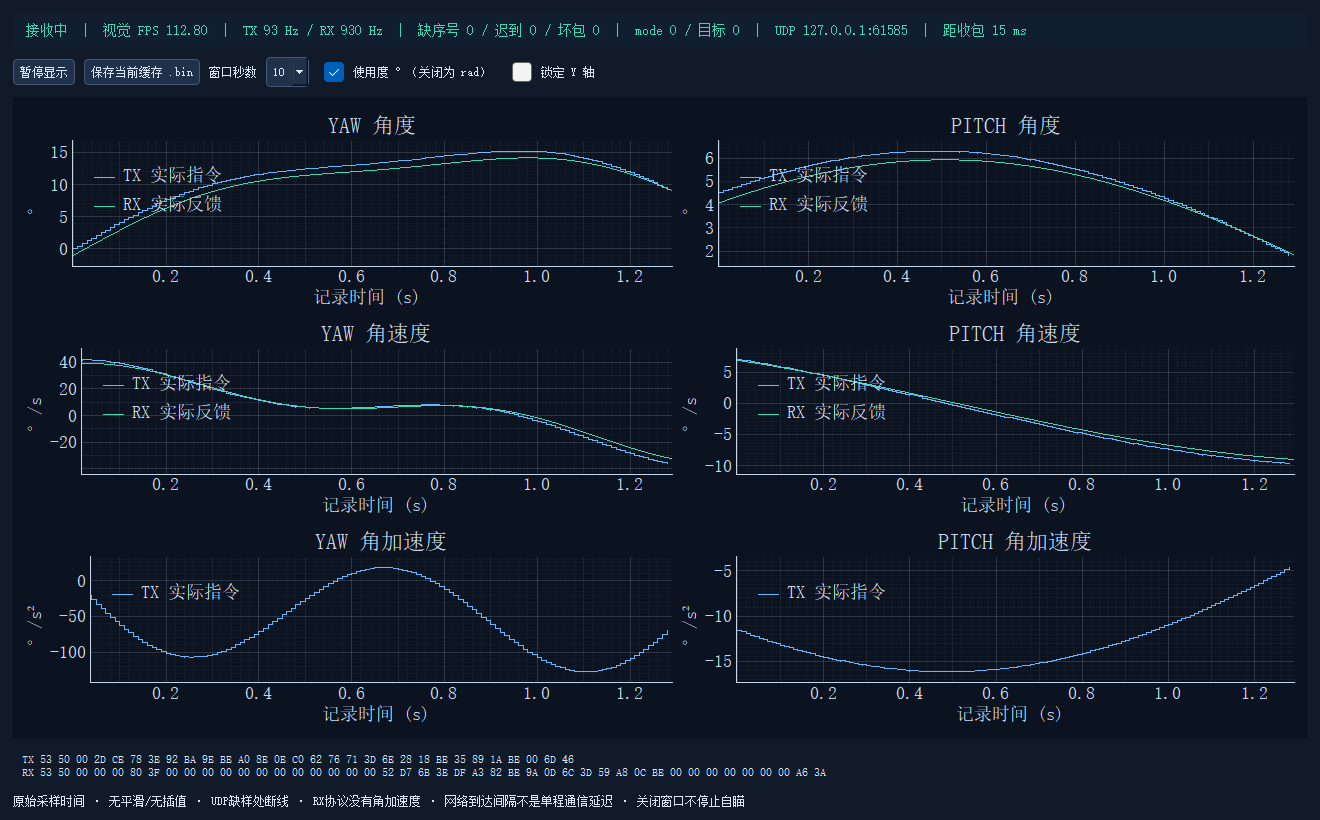 接收中 | 视觉 FPS 112.80 | TX 93 Hz / RX 930 Hz | 缺序号 0 / 迟到 0 / 坏包 0 | mode 0 / 目标 0 | UDP 127.0.0.1:61585 | 距收包 15 ms
暂停显示 保存当前缓存 .bin 窗口秒数 10 使用度 ° (关闭为 rad) 锁定 Y 轴
YAW 角度
15
10
5
0
°
TX 实际指令
RX 实际反馈
0.2 0.4 0.6 0.8 1.0 1.2
记录时间 (s)
PITCH 角度
6
5
4
3
2
°
TX 实际指令
RX 实际反馈
0.2 0.4 0.6 0.8 1.0 1.2
记录时间 (s)
YAW 角速度
40
20
0
-20
° /s
TX 实际指令
RX 实际反馈
0.2 0.4 0.6 0.8 1.0 1.2
记录时间 (s)
PITCH 角速度
5
0
-5
-10
° /s
TX 实际指令
RX 实际反馈
0.2 0.4 0.6 0.8 1.0 1.2
记录时间 (s)
YAW 角加速度
0
-50
-100
° /s²
TX 实际指令
0.2 0.4 0.6 0.8 1.0 1.2
记录时间 (s)
PITCH 角加速度
-5
-10
-15
° /s²
TX 实际指令
0.2 0.4 0.6 0.8 1.0 1.2
记录时间 (s)
TX 53 50 00 2D CE 78 3E 92 BA 9E BE A0 8E 0E C0 62 76 71 3D 6E 28 18 BE 35 89 1A BE 00 6D 46
RX 53 50 00 00 00 80 3F 00 00 00 00 00 00 00 00 00 00 00 00 52 D7 6B 3E DF A3 82 BE 9A 0D 6C 3D 59 A8 0C BE 00 00 00 00 00 00 00 A6 3A
原始采样时间 · 无平滑/无插值 · UDP缺样处断线 · RX协议没有角加速度 · 网络到达间隔不是单程通信延迟 · 关闭窗口不停止自瞄